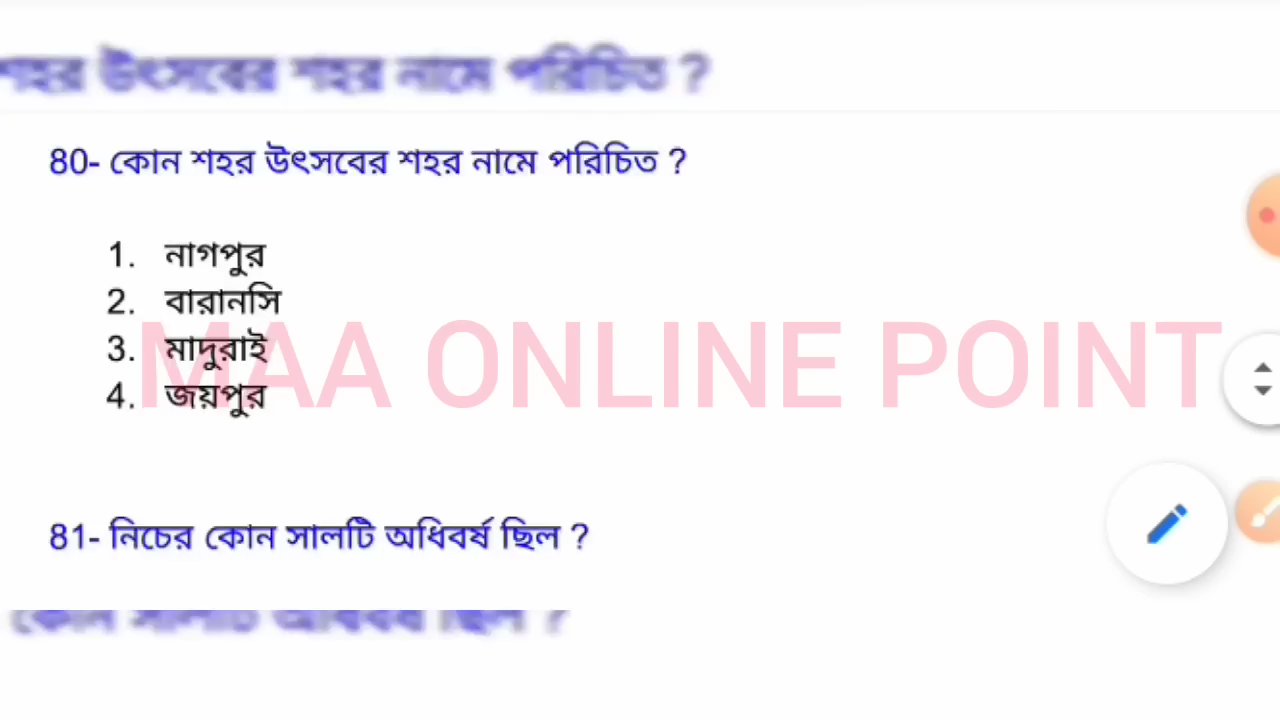 শহর উৎসবের শহর নামে পরিচিত ?
80- কোন শহর উৎসবের শহর নামে পরিচিত ?
1. নাগপুর
2. বারানসি
3. মাদুরাই
4. জয়পুর
MAA ONLINE POINT
81- নিচের কোন সালটি অধিবর্ষ ছিল ?
কোন সালটি অধিবর্ষ ছিল ?